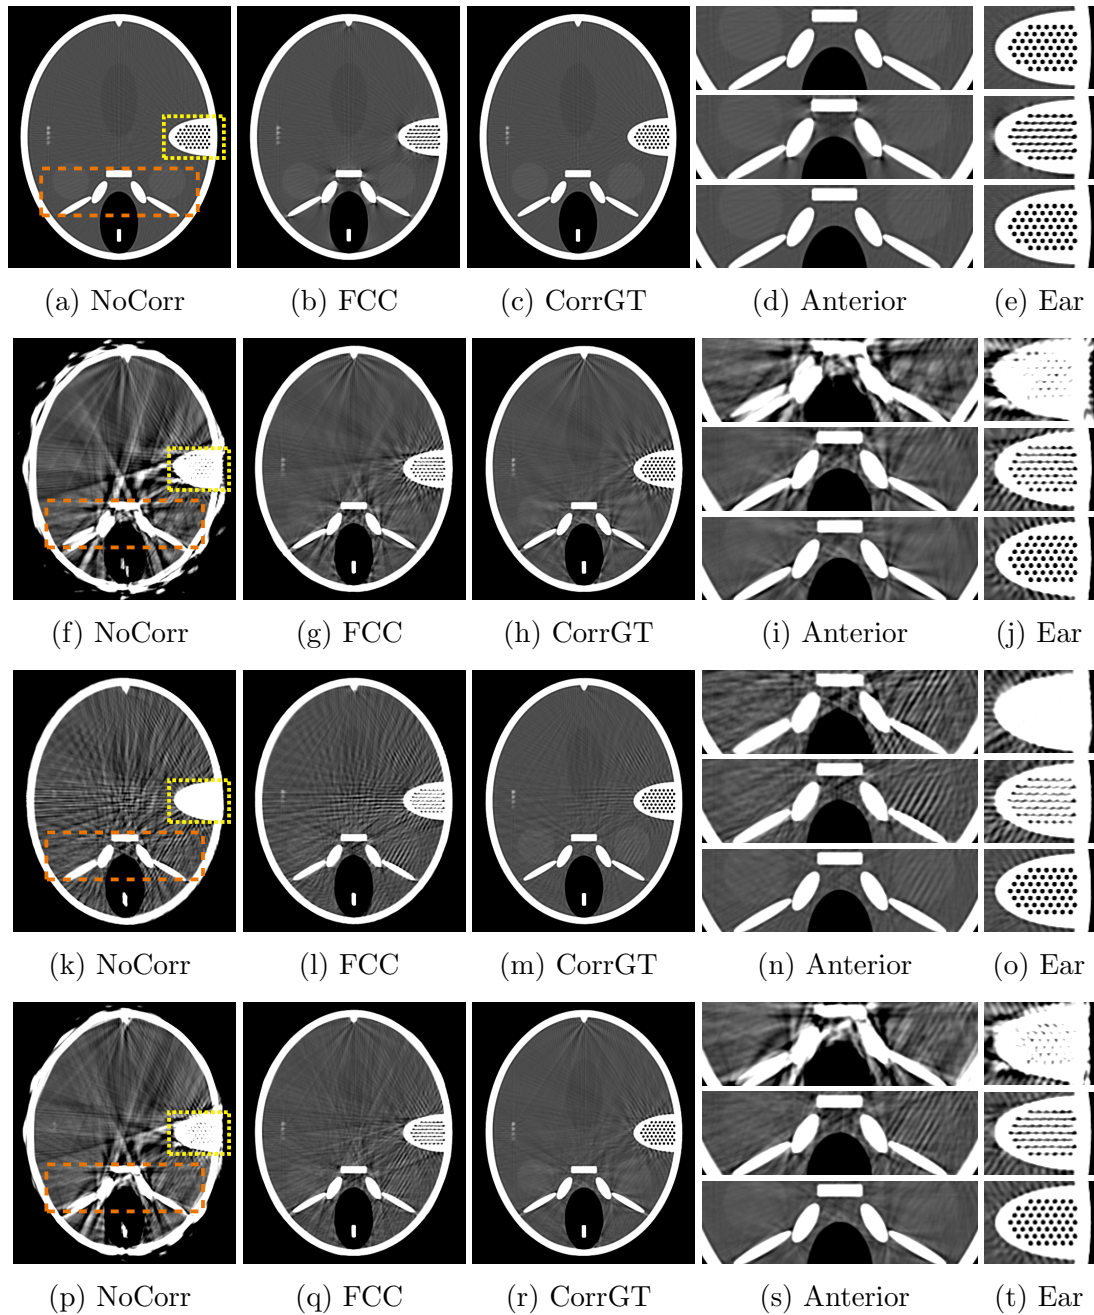 (a) NoCorr (b) FCC (c) CorrGT (d) Anterior (e) Ear
(f) NoCorr (g) FCC (h) CorrGT (i) Anterior (j) Ear
(k) NoCorr (l) FCC (m) CorrGT (n) Anterior (o) Ear
(p) NoCorr (q) FCC (r) CorrGT (s) Anterior (t) Ear